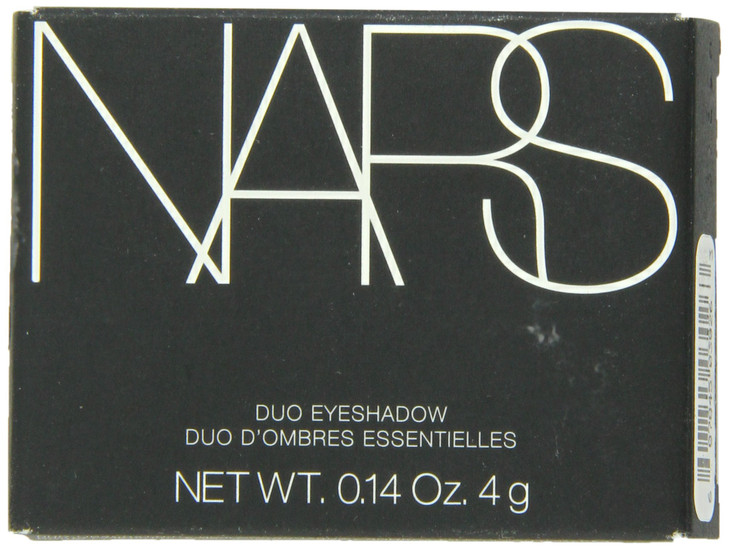 NARS
DUO EYESHADOW
DUO D'OMBRES ESSENTIELLES
NET WT. 0.14 Oz. 4 g